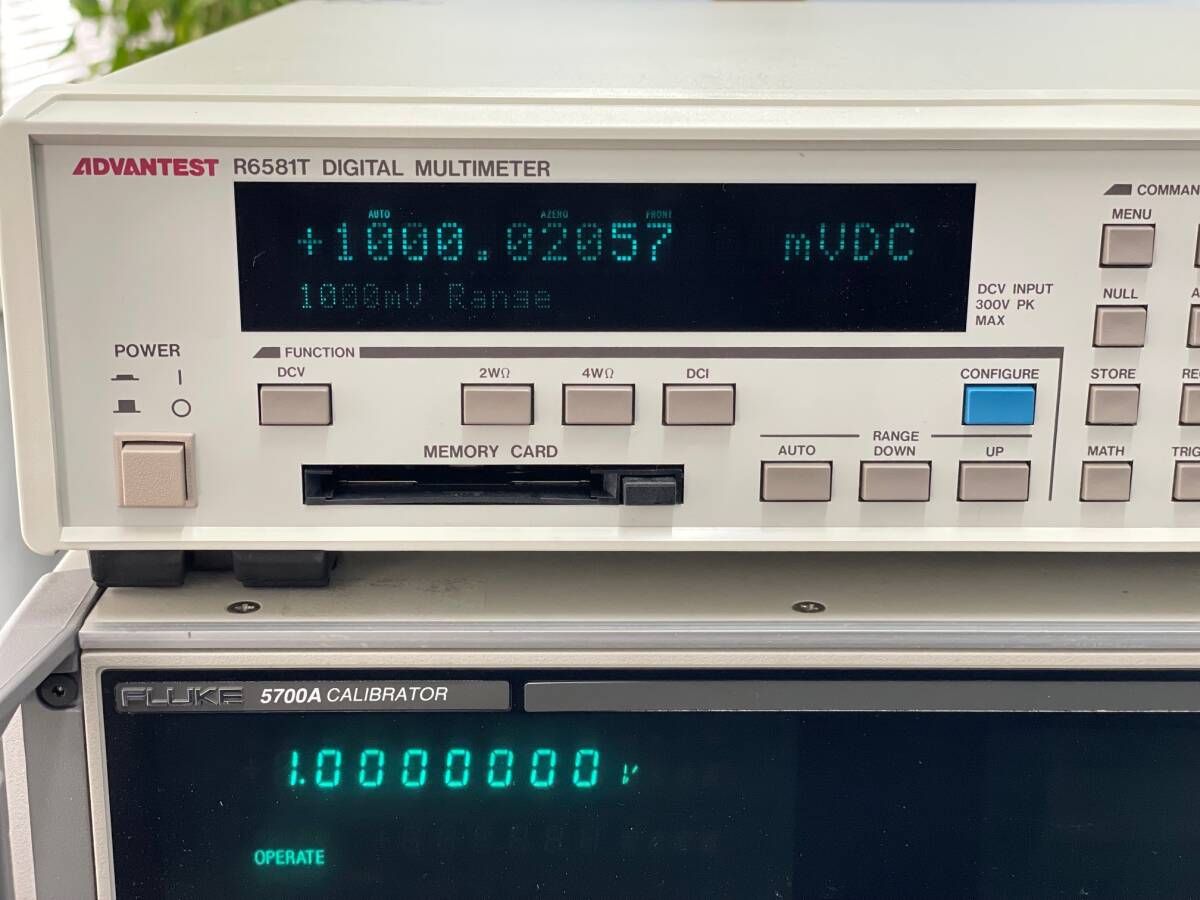 ADVANTEST R6581T DIGITAL MULTIMETER
AUTO AZERO FRONT
+1000.02057 mVDC
1000mV Range
DCV INPUT
300V PK
MAX
COMMAN
MENU
NULL
A
STORE
RE
MATH
TRIG
POWER
FUNCTION
DCV 2WΩ 4WΩ DCI CONFIGURE
MEMORY CARD
RANGE
AUTO DOWN UP
FLUKE 5700A CALIBRATOR
1.0000000 V
OPERATE